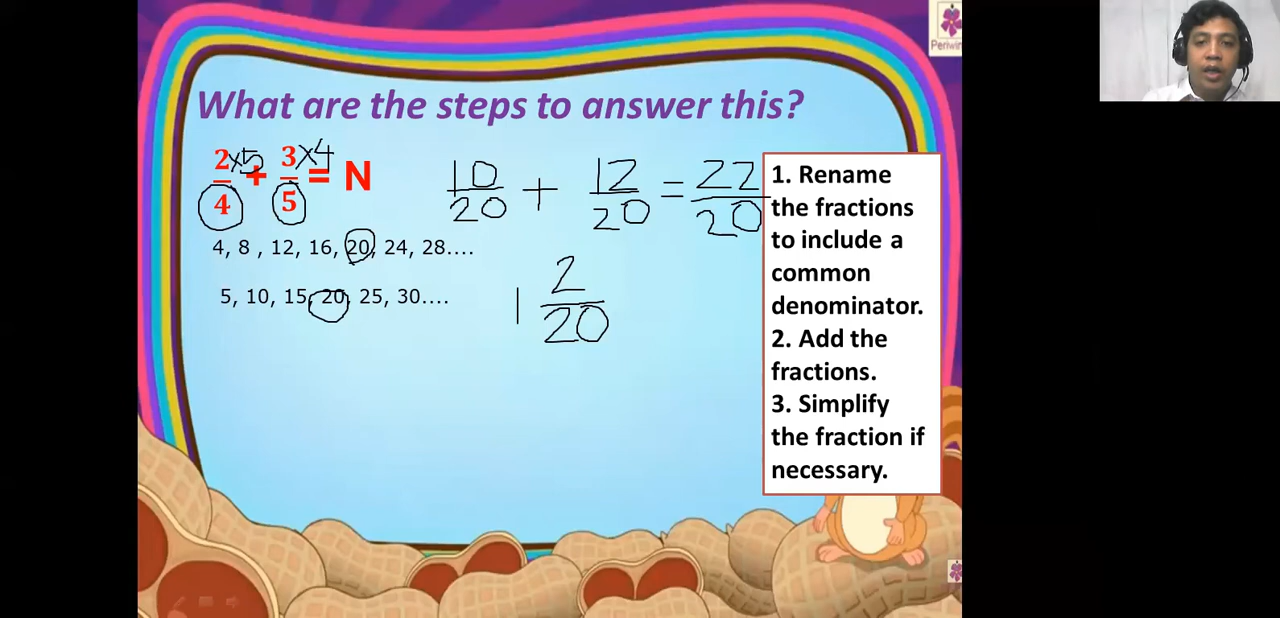 Periwin
What are the steps to answer this?
2×5/4 + 3×4/5 = N
10/20 + 12/20 = 22/20
4, 8 , 12, 16, 20, 24, 28....
5, 10, 15, 20, 25, 30....
1 2/20
1. Rename
the fractions
to include a
common
denominator.
2. Add the
fractions.
3. Simplify
the fraction if
necessary.